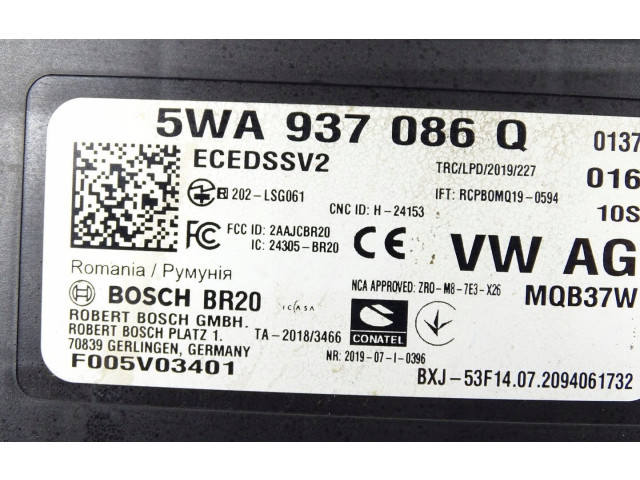 5WA 937 086 Q
0137
ECEDSSV2
TRC/LPD/2019/227
016
R 202-LSG061
IFT: RCPBOMQ19-0594
CNC ID: H-24153
10S
FCC ID: 2AAJCBR20
IC: 24305-BR20
CE
VW AG
Romania / Румунія
NCA APPROVED: ZRO-M8-7E3-X26
MQB37W
BOSCH BR20
ICASA
ROBERT BOSCH GMBH.
ROBERT BOSCH PLATZ 1.
TA-2018/3466
CONATEL
70839 GERLINGEN, GERMANY
NR: 2019-07-I-0396
F005V03401
BXJ-53F14.07.2094061732